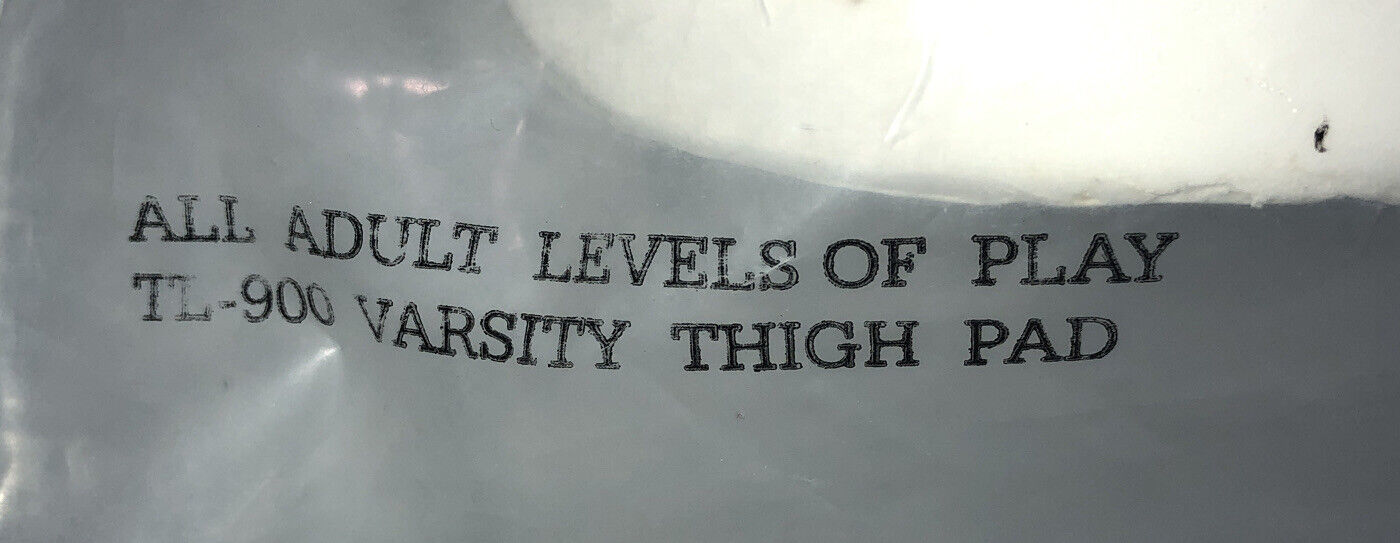 ALL ADULT LEVELS OF PLAY
TL-900 VARSITY THIGH PAD